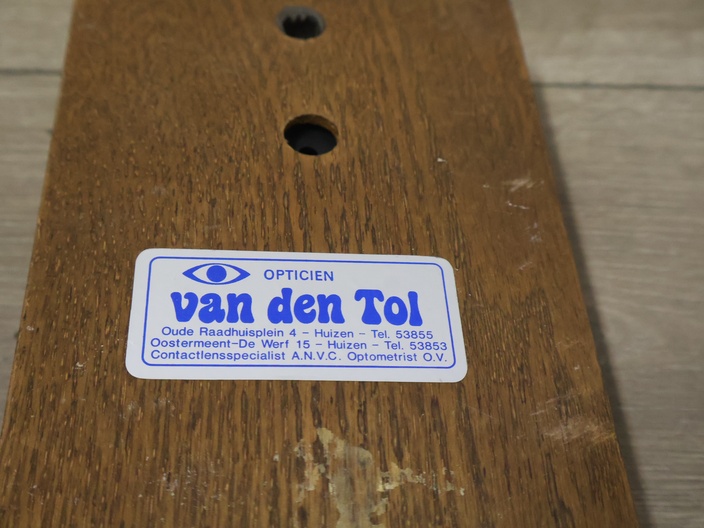 OPTICIEN
van den Tol
Oude Raadhuisplein 4 - Huizen - Tel. 53855
Oostermeent-De Werf 15 - Huizen - Tel. 53853
Contactlensspecialist A.N.V.C. Optometrist O.V.